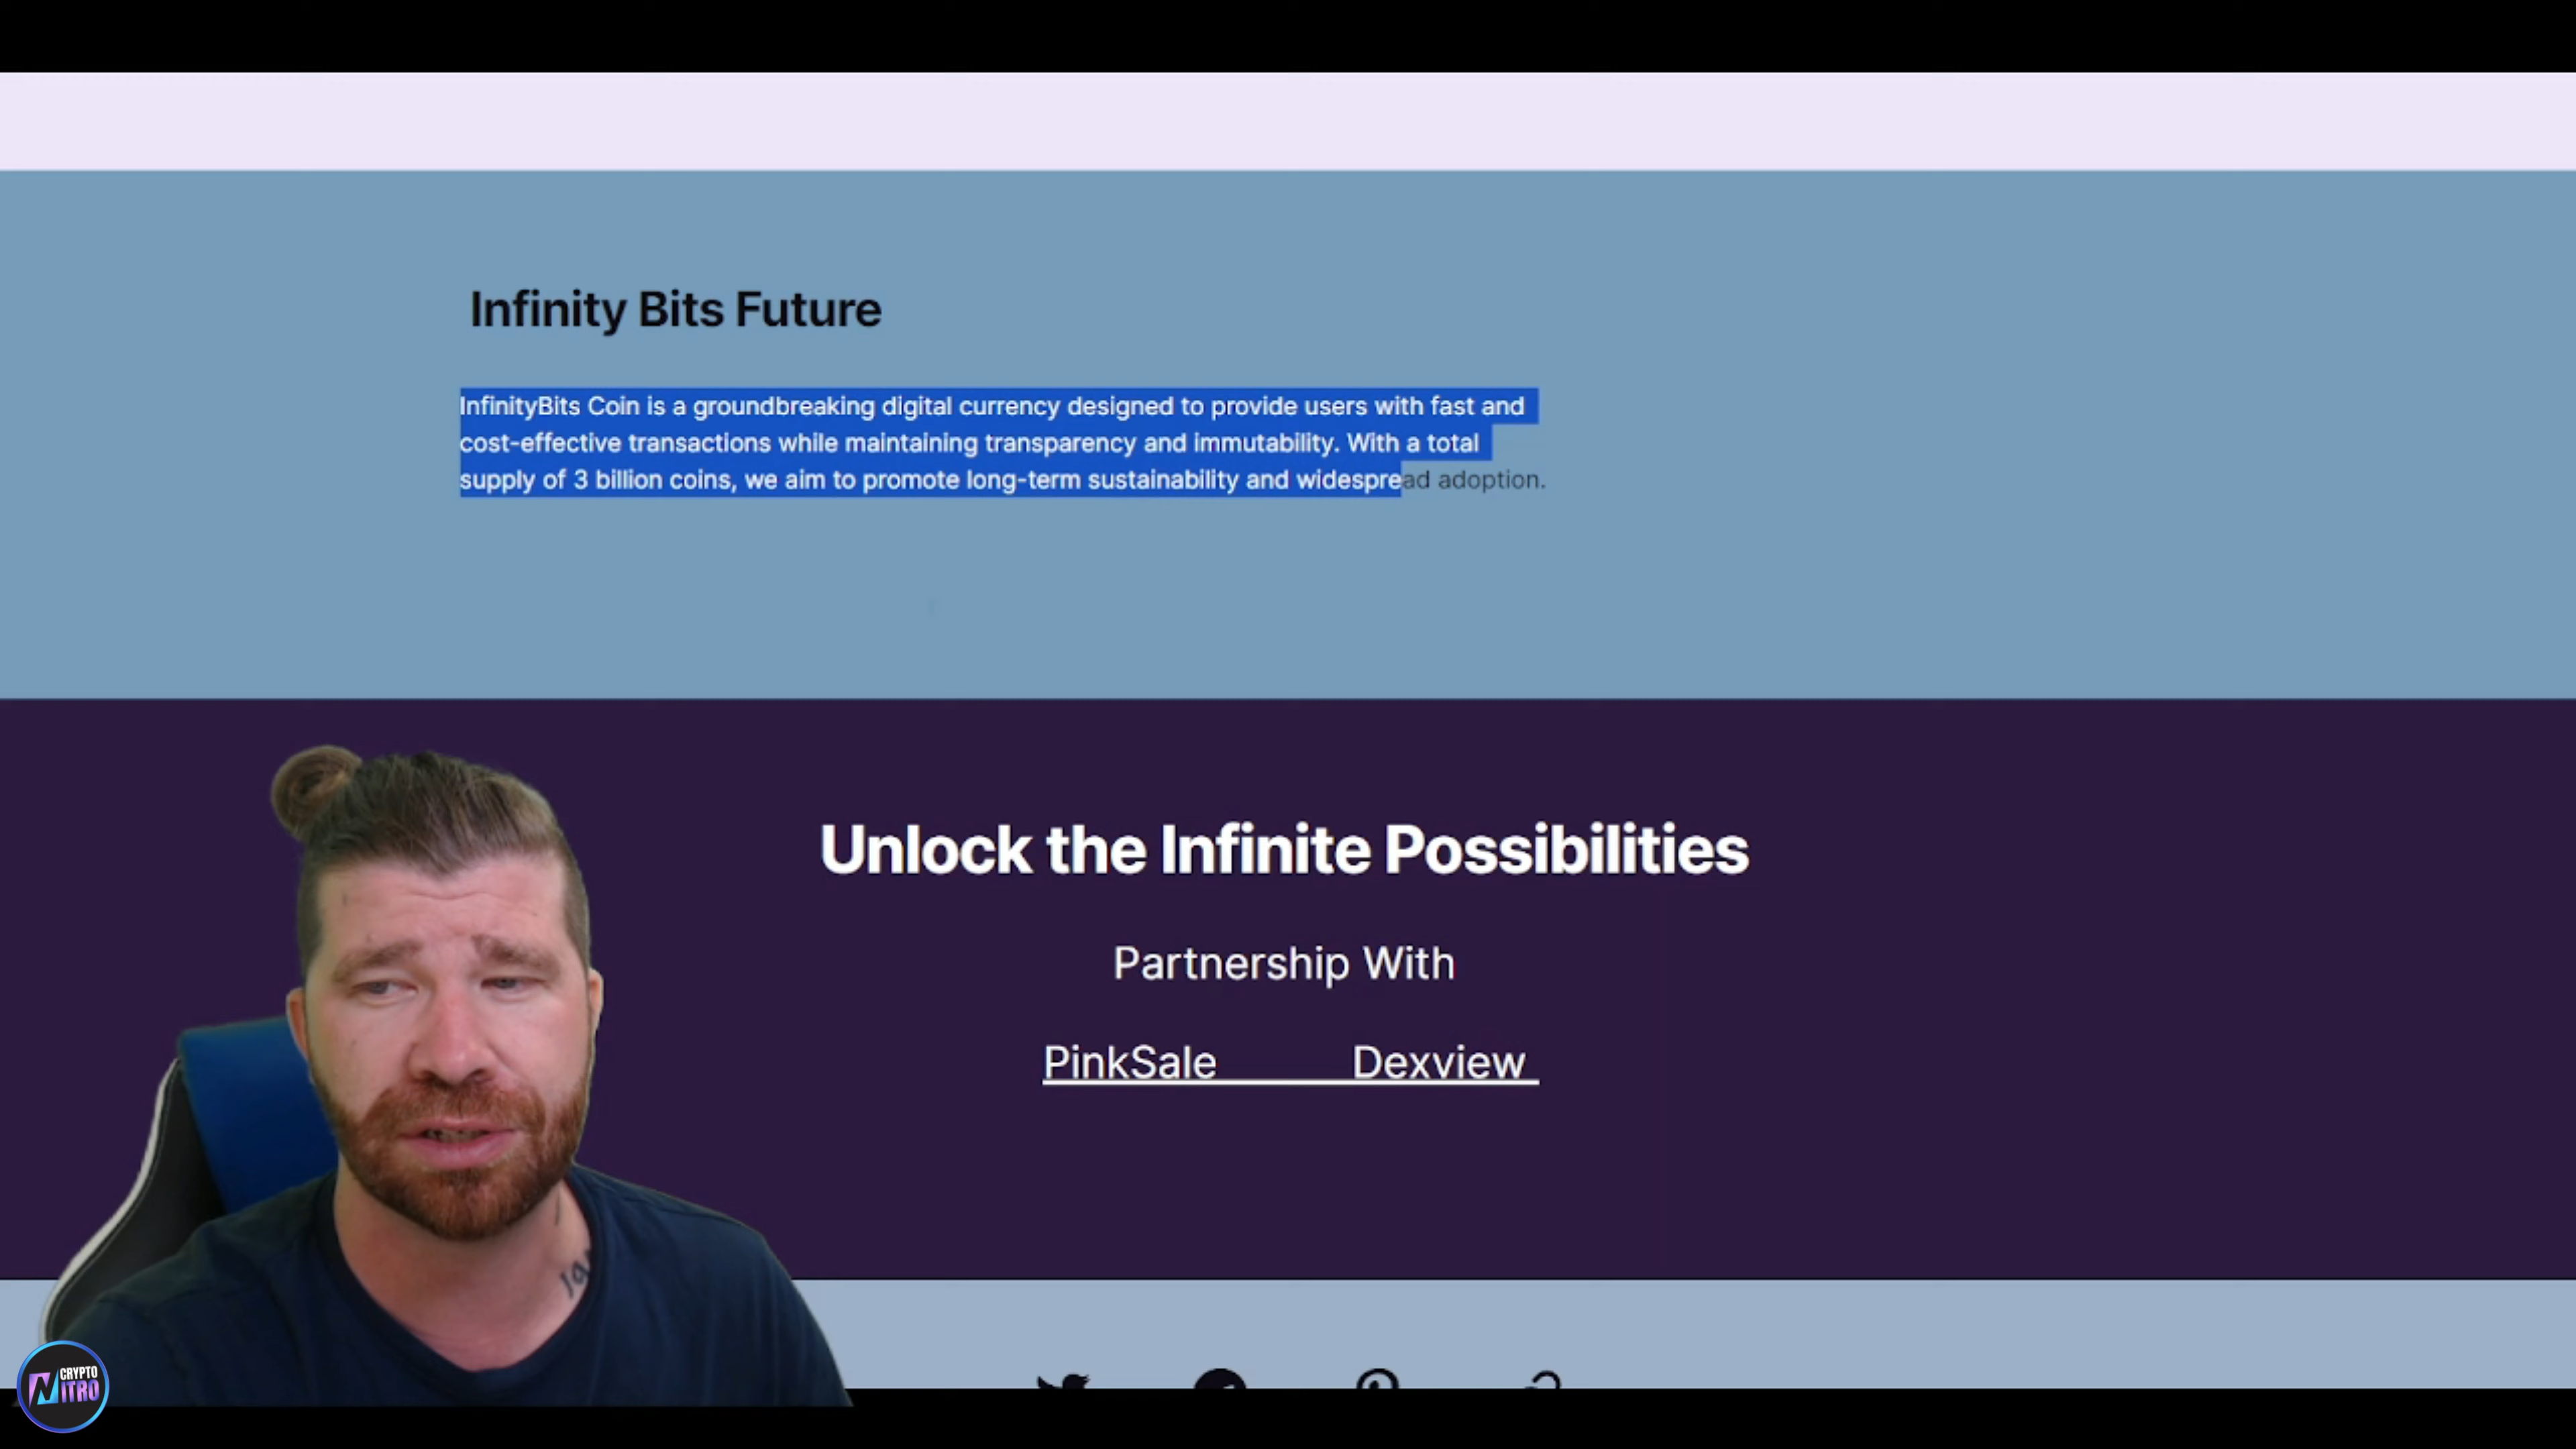 Infinity Bits Future
InfinityBits Coin is a groundbreaking digital currency designed to provide users with fast and
cost-effective transactions while maintaining transparency and immutability. With a total
supply of 3 billion coins, we aim to promote long-term sustainability and widespread adoption.
Unlock the Infinite Possibilities
Partnership With
PinkSale Dexview
CRYPTO
NITRO